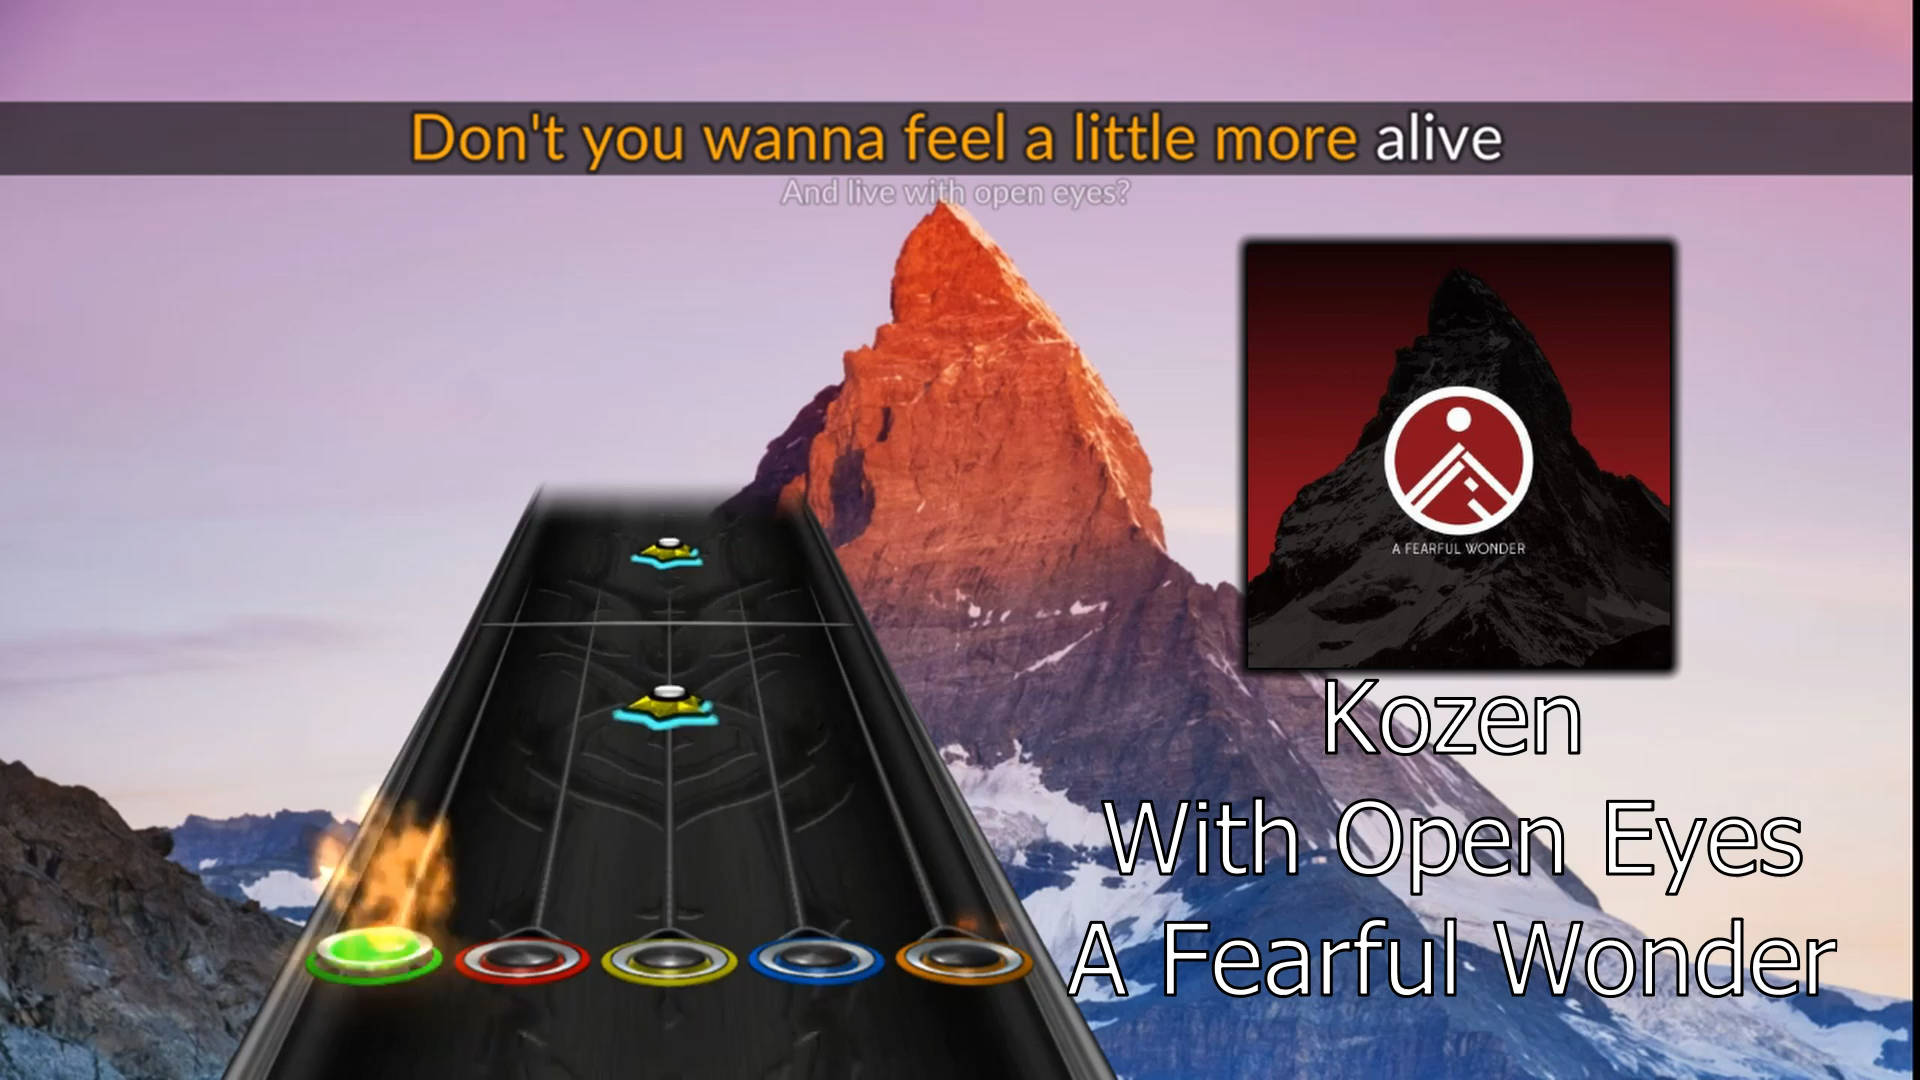 Don't you wanna feel a little more alive
And live with open eyes?
A FEARFUL WONDER
Kozen
With Open Eyes
A Fearful Wonder